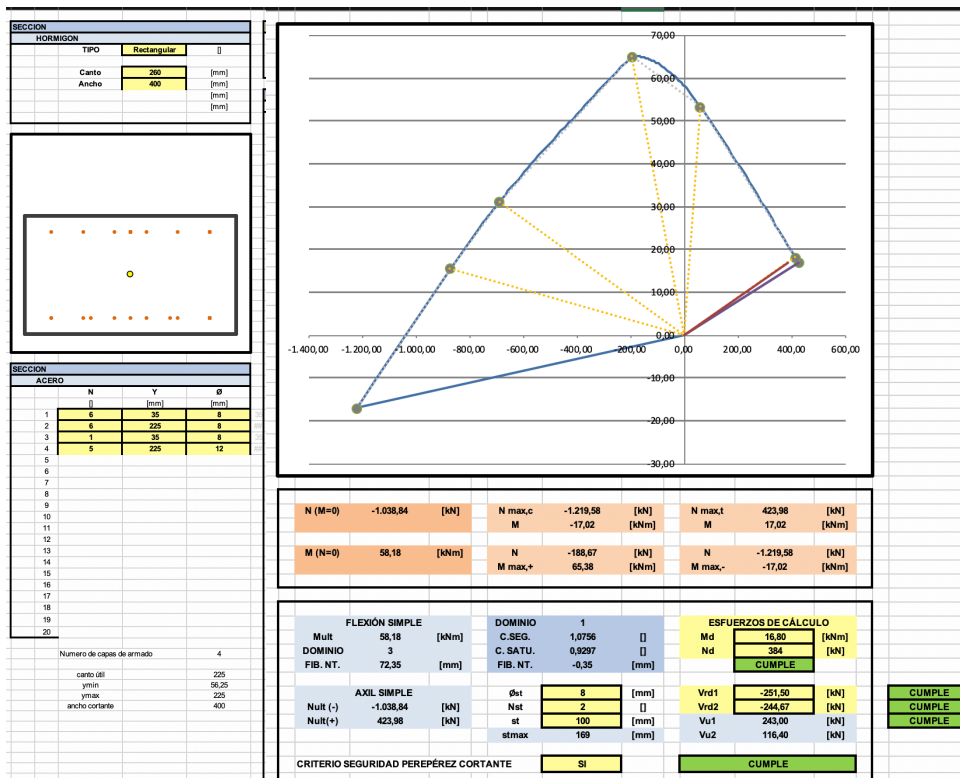 SECCION
HORMIGON
TIPO Rectangular []
Canto 260 [mm]
Ancho 400 [mm]
[mm]
[mm]
SECCION
ACERO
N Y Ø
[] [mm] [mm]
1 6 35 8
2 6 225 8
3 1 35 8
4 5 225 12
5
6
7
8
9
10
11
12
13
14
15
16
17
18
19
20
Numero de capas de armado 4
canto útil 225
ymin 56,25
ymax 225
ancho cortante 400
70,00
60,00
50,00
40,00
30,00
20,00
10,00
0,00
-1.400,00 -1.200,00 -1.000,00 -800,00 -600,00 -400,00 -200,00 0,00 200,00 400,00 600,00
-10,00
-20,00
-30,00
N (M=0) -1.038,84 [kN] N max,c -1.219,58 [kN] N max,t 423,98 [kN]
M -17,02 [kNm] M 17,02 [kNm]
M (N=0) 58,18 [kNm] N -188,67 [kN] N -1.219,58 [kN]
M max,+ 65,38 [kNm] M max,- -17,02 [kNm]
FLEXIÓN SIMPLE DOMINIO 1 ESFUERZOS DE CÁLCULO
Mult 58,18 [kNm] C.SEG. 1,0756 [] Md 16,80 [kNm]
DOMINIO 3 C. SATU. 0,9297 [] Nd 384 [kN]
FIB. NT. 72,35 [mm] FIB. NT. -0,35 [mm] CUMPLE
AXIL SIMPLE Øst 8 [mm] Vrd1 -251,50 [kN] CUMPLE
Nult (-) -1.038,84 [kN] Nst 2 [] Vrd2 -244,67 [kN] CUMPLE
Nult(+) 423,98 [kN] st 100 [mm] Vu1 243,00 [kN] CUMPLE
stmax 169 [mm] Vu2 116,40 [kN]
CRITERIO SEGURIDAD PEREPÉREZ CORTANTE SI CUMPLE